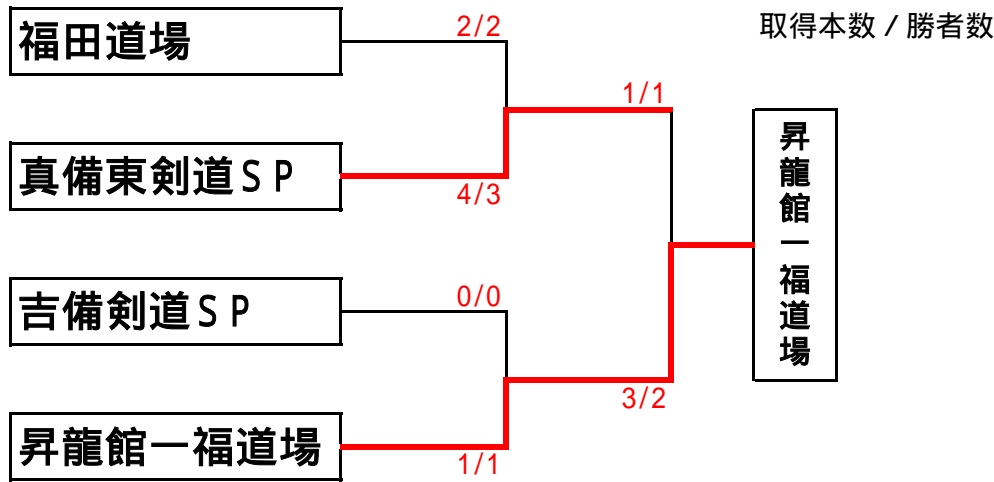 取得本数/勝者数
福田道場
2/2
1/1
真備東剣道SP
4/3
昇龍館一福道場
吉備剣道SP
0/0
3/2
昇龍館一福道場
1/1